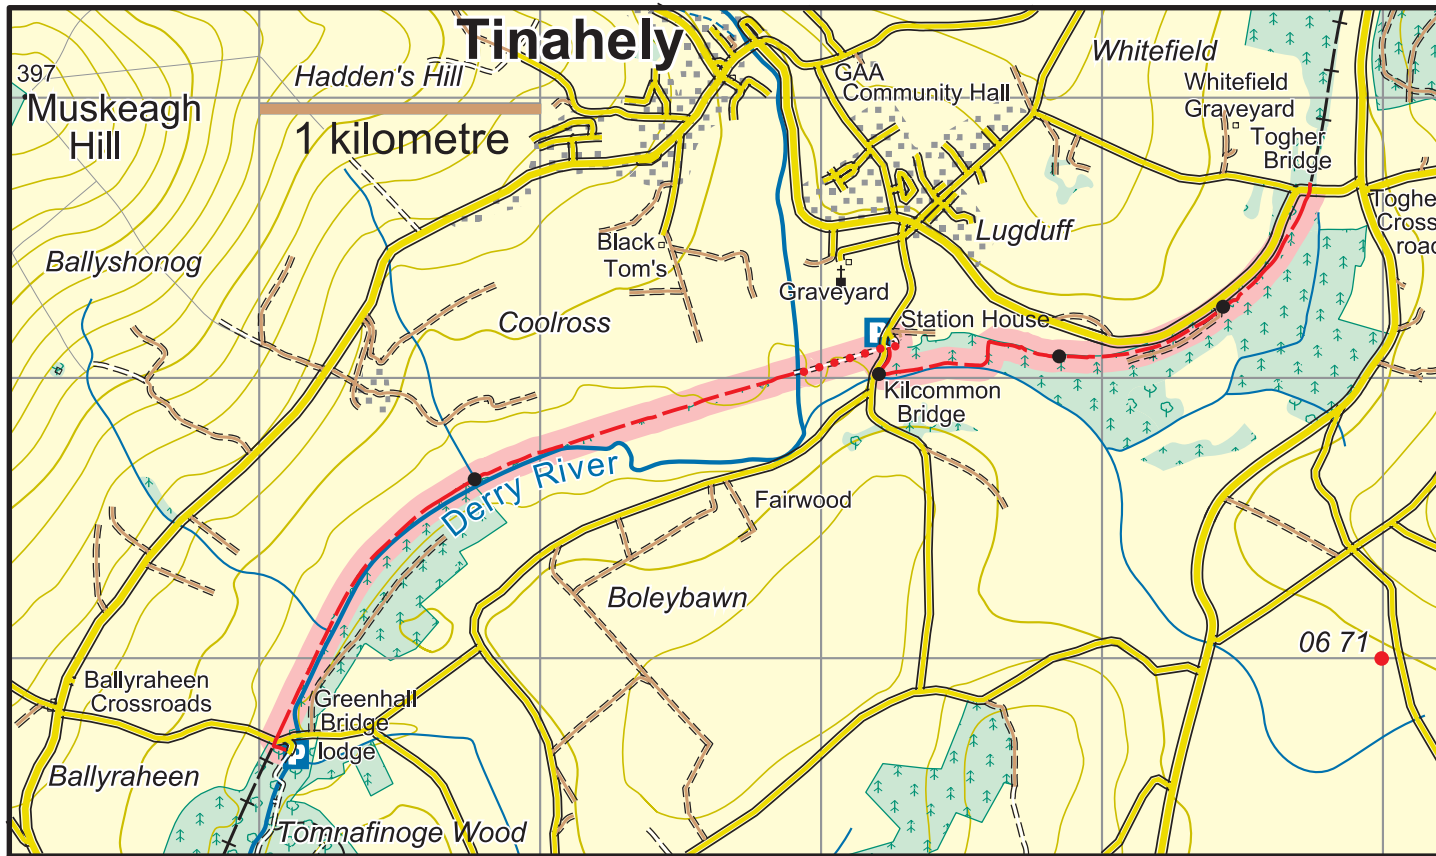 Tinahely
397
Hadden's Hill
Whitefield
GAA
Community Hall
Whitefield
Graveyard
Muskeagh
Hill
1 kilometre
Togher
Bridge
Toghe
Cross
road
Ballyshonog
Black
Tom's
Lugduff
Graveyard
Coolross
P
Station House
Kilcommon
Bridge
Derry River
Fairwood
Boleybawn
06 71
Ballyraheen
Crossroads
Greenhall
Bridge
P
lodge
Ballyraheen
Tomnafinoge Wood